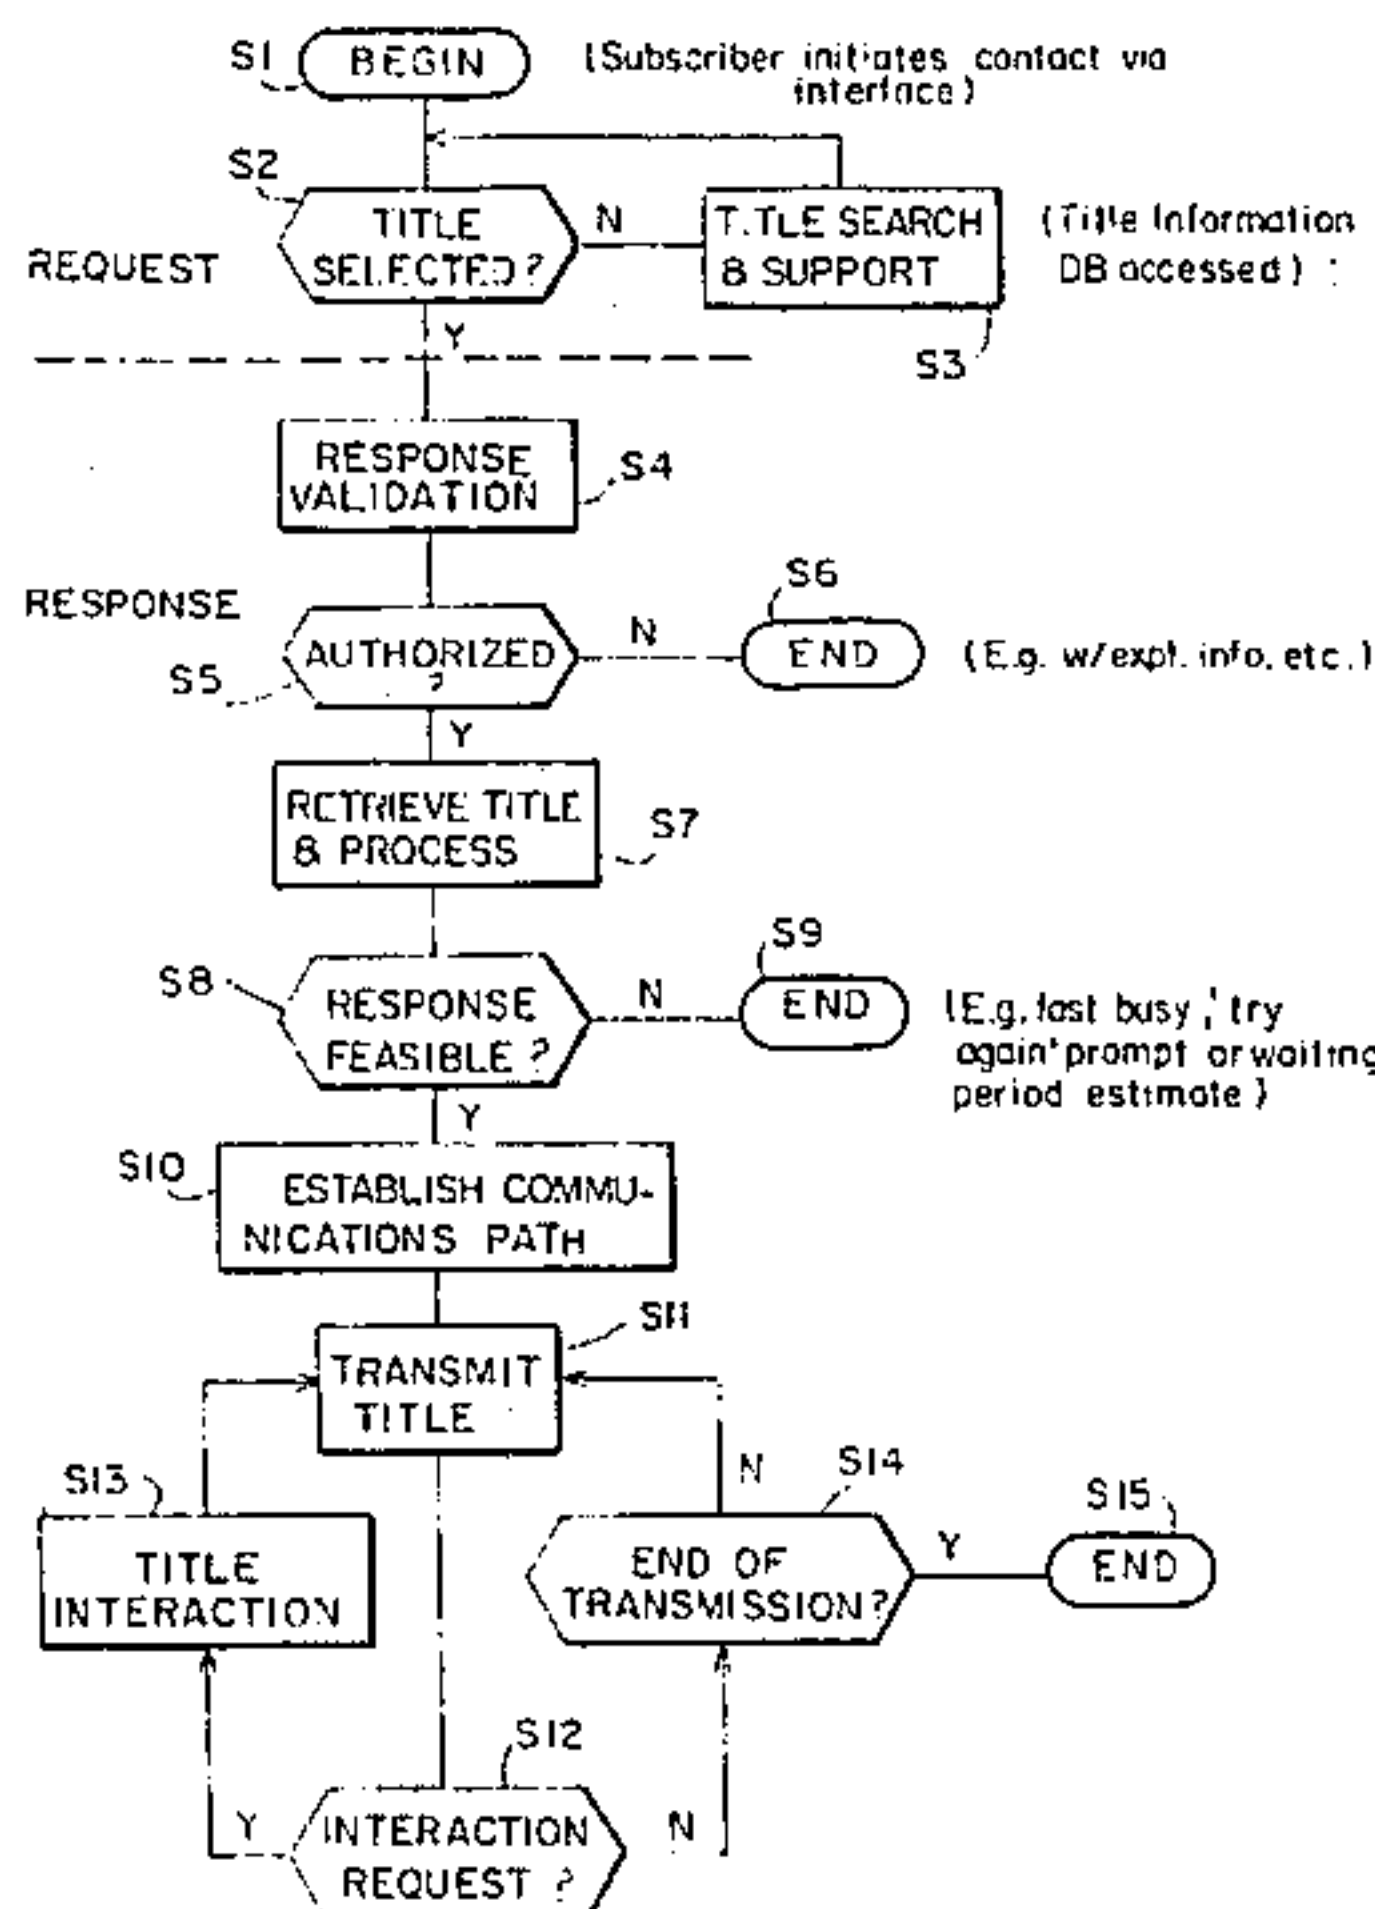 S1
BEGIN
(Subscriber initiates contact via
interface)
S2
TITLE
SELECTED?
N
TITLE SEARCH
& SUPPORT
(Title Information
DB accessed)
REQUEST
Y
S3
RESPONSE
VALIDATION
S4
RESPONSE
S6
AUTHORIZED
?
N
END
(E.g. w/expl. info, etc.)
S5
Y
RETRIEVE TITLE
& PROCESS
S7
S9
S8
RESPONSE
FEASIBLE ?
N
END
(E.g. fast busy, 'try
again' prompt or waiting
period estimate)
Y
S10
ESTABLISH COMMU-
NICATIONS PATH
S11
TRANSMIT
TITLE
S13
N
S14
S15
TITLE
INTERACTION
END OF
TRANSMISSION?
Y
END
S12
Y
INTERACTION
REQUEST ?
N